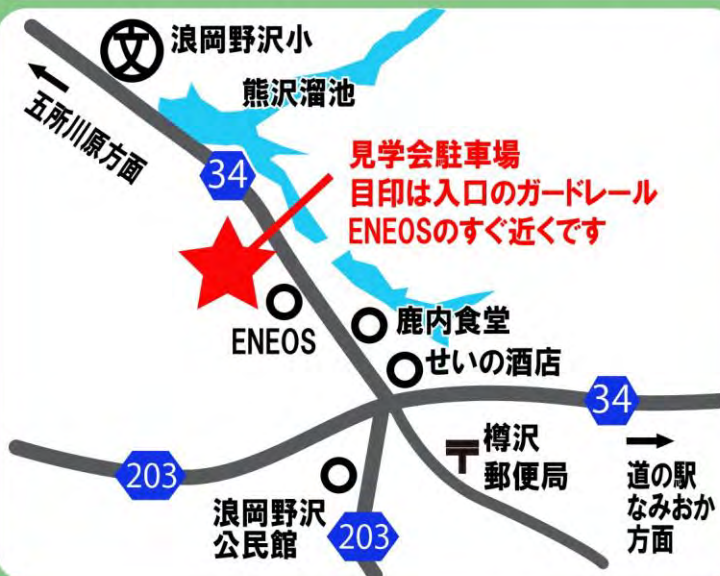 浪岡野沢小
文
熊沢溜池
五所川原方面
34
見学会駐車場
目印は入口のガードレール
ENEOSのすぐ近くです
ENEOS
鹿内食堂
せいの酒店
34
樽沢
郵便局
203
道の駅
なみおか
方面
浪岡野沢
公民館
203